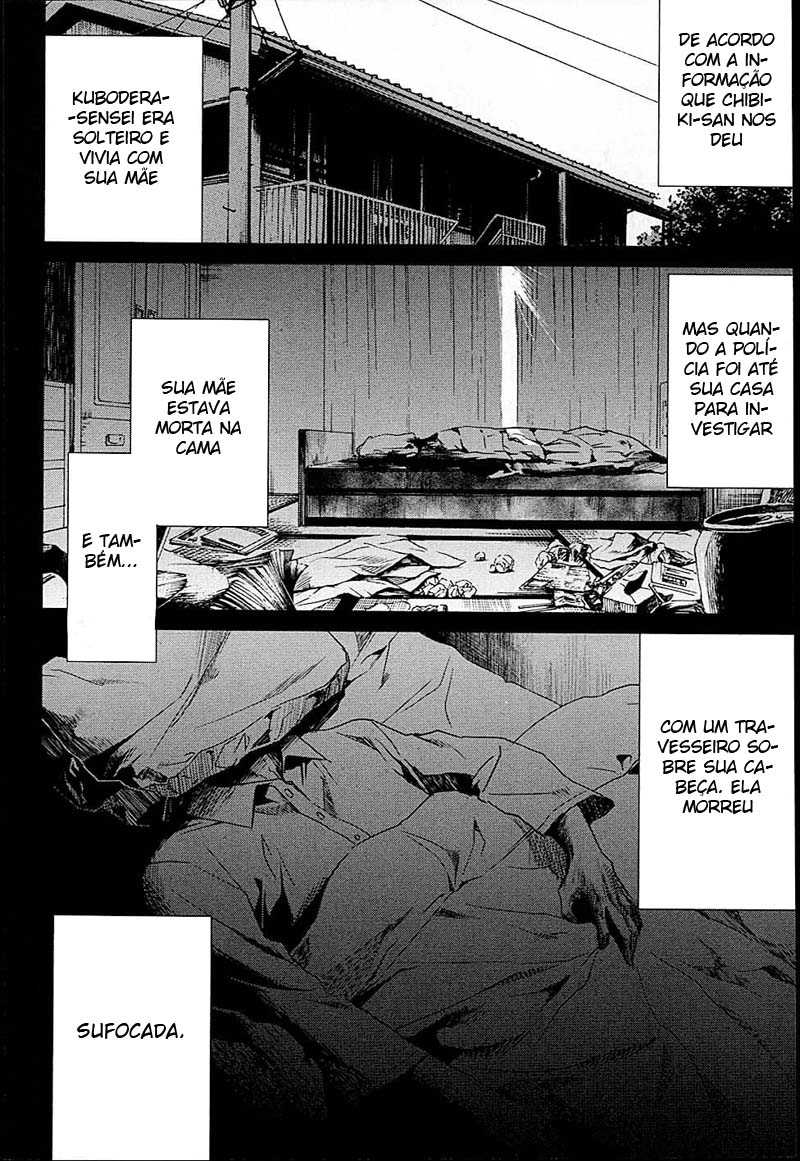 DE ACORDO
COM A IN-
FORMAÇÃO
QUE CHIBI-
KI-SAN NOS
DEU
KUBODERA-
-SENSEI ERA
SOLTEIRO E
VIVIA COM
SUA MÃE
MAS QUAN-
DO A POLÍ-
CIA FOI ATÉ
SUA CASA
PARA IN-
VESTIGAR
SUA MÃE
ESTAVA
MORTA NA
CAMA
E TAM-
BÉM...
COM UM TRA-
VESSEIRO SO-
BRE SUA CA-
BEÇA. ELA
MORREU
SUFOCADA.